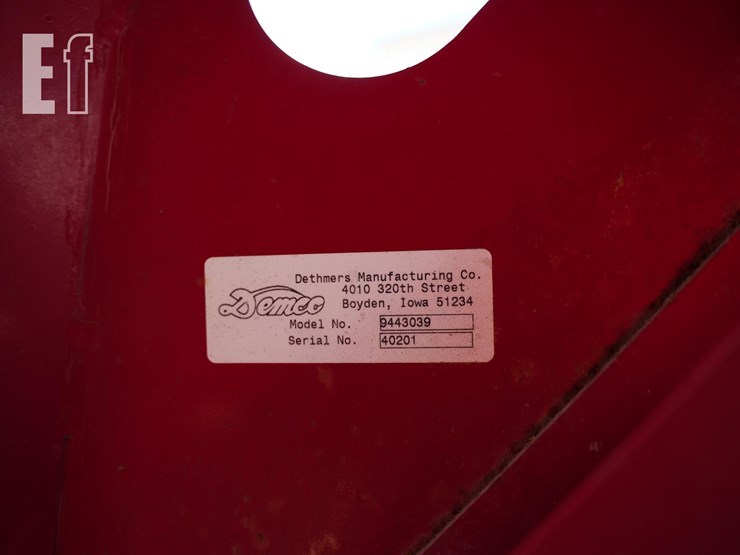 Ef
Dethmers Manufacturing Co.
4010 320th Street
Demco Boyden, Iowa 51234
Model No. 9443039
Serial No. 40201